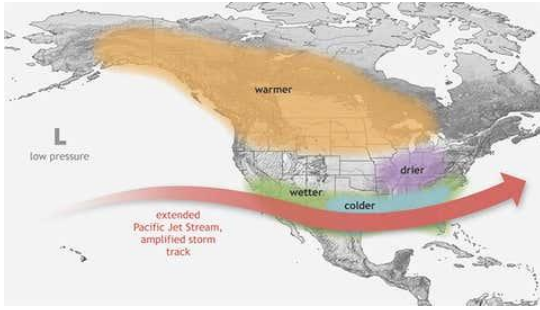 warmer
L
low pressure
drier
wetter
colder
extended
Pacific Jet Stream,
amplified storm
track